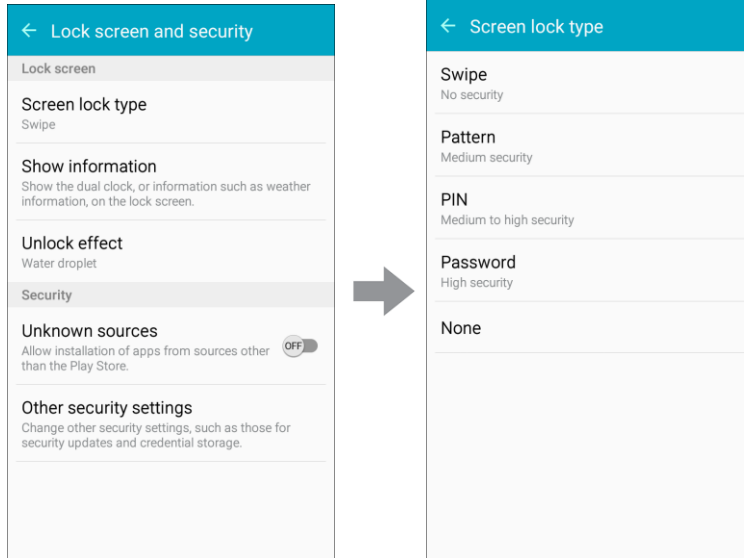 Lock screen and security
Lock screen
Screen lock type
Swipe
Show information
Show the dual clock, or information such as weather
information, on the lock screen.
Unlock effect
Water droplet
Security
Unknown sources
Allow installation of apps from sources other
than the Play Store.
OFF
Other security settings
Change other security settings, such as those for
security updates and credential storage.
Screen lock type
Swipe
No security
Pattern
Medium security
PIN
Medium to high security
Password
High security
None